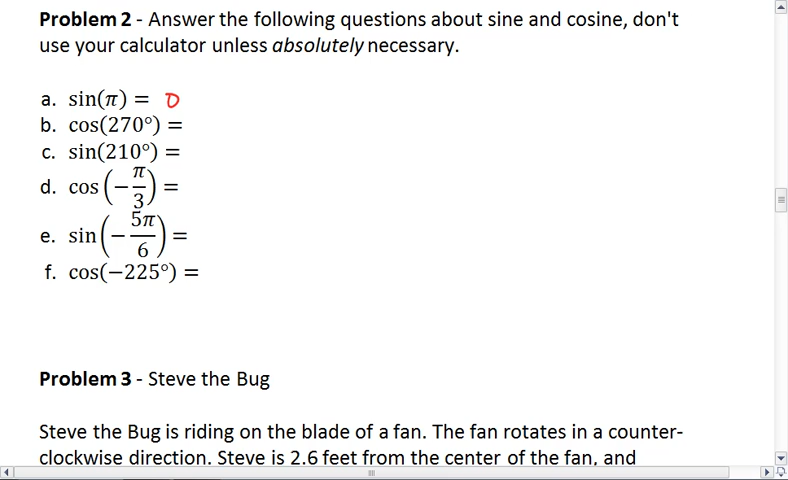 Problem 2 - Answer the following questions about sine and cosine, don't
use your calculator unless absolutely necessary.
a. sin(π) = 0
b. cos(270°) =
c. sin(210°) =
d. cos(−π/3) =
e. sin(−5π/6) =
f. cos(−225°) =
Problem 3 - Steve the Bug
Steve the Bug is riding on the blade of a fan. The fan rotates in a counter-
clockwise direction. Steve is 2.6 feet from the center of the fan, and